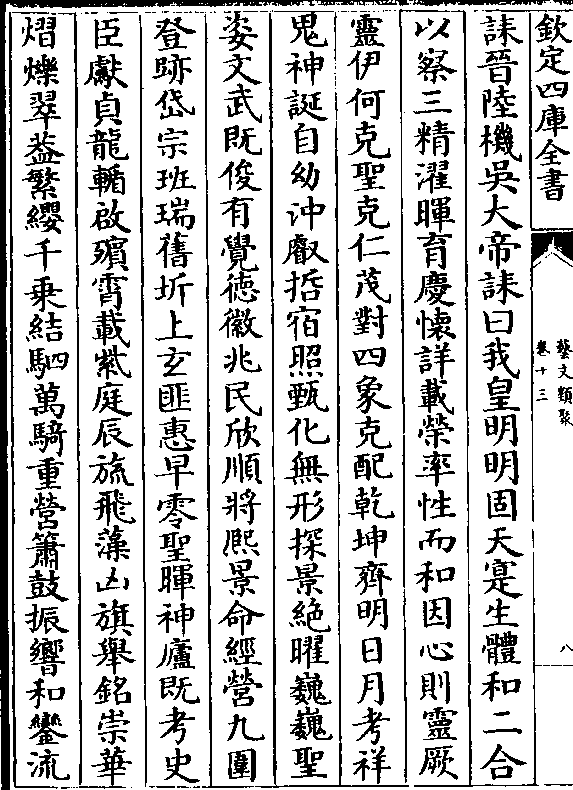 欽定四庫全書
藝文類聚
卷十三
八
誄晉陸機吳大帝誄曰我皇明明固天寔生體和二合
以察三精濯暉育慶懷詳載榮率性而和因心則靈厥
靈伊何克聖克仁茂對四象克配乾坤齊明日月考祥
鬼神誕自幼沖叡哲宿照甄化無形探景絶曜巍巍聖
姿文武既俊有覺徳徽兆民欣順將熈景命經營九圍
登跡岱宗班瑞舊圻上玄匪惠早零聖暉神廬既考史
臣獻貞龍輴啟殯霄載紫庭辰旒飛藻凶旗舉銘崇華
熠爍翠葢繁纓千乗結駟萬騎重營簫鼓振響和鑾流